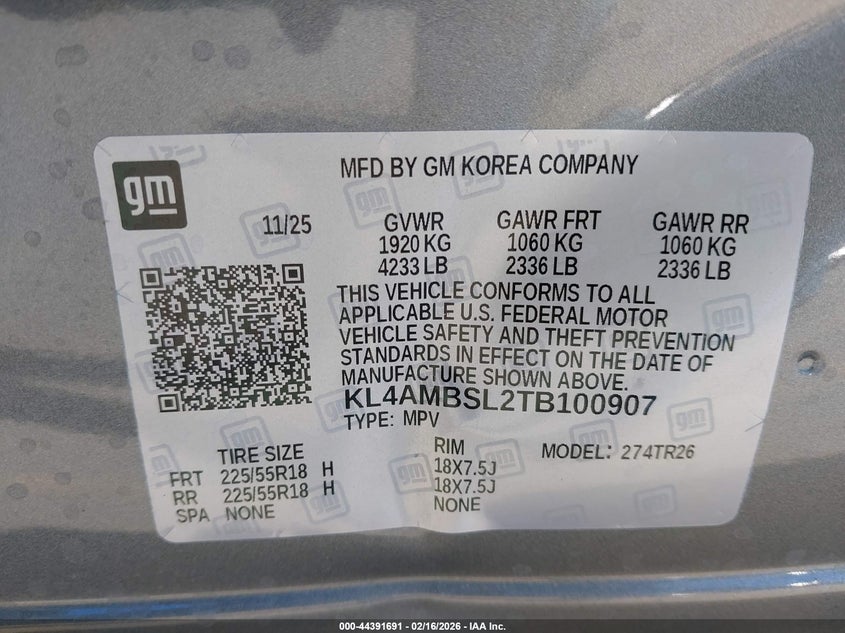 gm
MFD BY GM KOREA COMPANY
11/25
GVWR GAWR FRT GAWR RR
1920 KG 1060 KG 1060 KG
4233 LB 2336 LB 2336 LB
THIS VEHICLE CONFORMS TO ALL
APPLICABLE U.S. FEDERAL MOTOR
VEHICLE SAFETY AND THEFT PREVENTION
STANDARDS IN EFFECT ON THE DATE OF
MANUFACTURE SHOWN ABOVE.
KL4AMBSL2TB100907
TYPE: MPV
TIRE SIZE RIM MODEL: 274TR26
FRT 225/55R18 H 18X7.5J
RR 225/55R18 H 18X7.5J
SPA NONE NONE
000-44391691 - 02/16/2026 - IAA Inc.